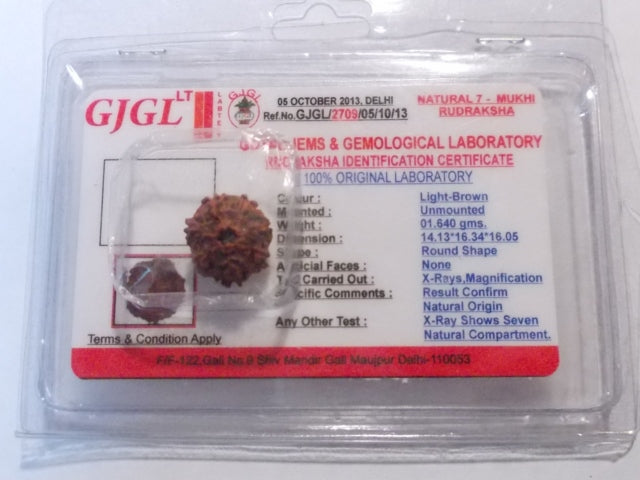 GJGL LT
LABTE
GJGL
05 OCTOBER 2013, DELHI
Ref.No.GJGL/2709/05/10/13
NATURAL 7 - MUKHI
RUDRAKSHA
JEMS & GEMOLOGICAL LABORATORY
RUDRAKSHA IDENTIFICATION CERTIFICATE
100% ORIGINAL LABORATORY
Colour : Light-Brown
Mounted : Unmounted
Weight : 01.640 gms.
Dimension : 14.13*16.34*16.05
Shape : Round Shape
Artificial Faces : None
Test Carried Out : X-Rays,Magnification
Specific Comments : Result Confirm
Natural Origin
Any Other Test : X-Ray Shows Seven
Natural Compartment.
Terms & Condition Apply
F/F-122,Gali No.9 Shiv Mandir Gali Maujpur Delhi-110053